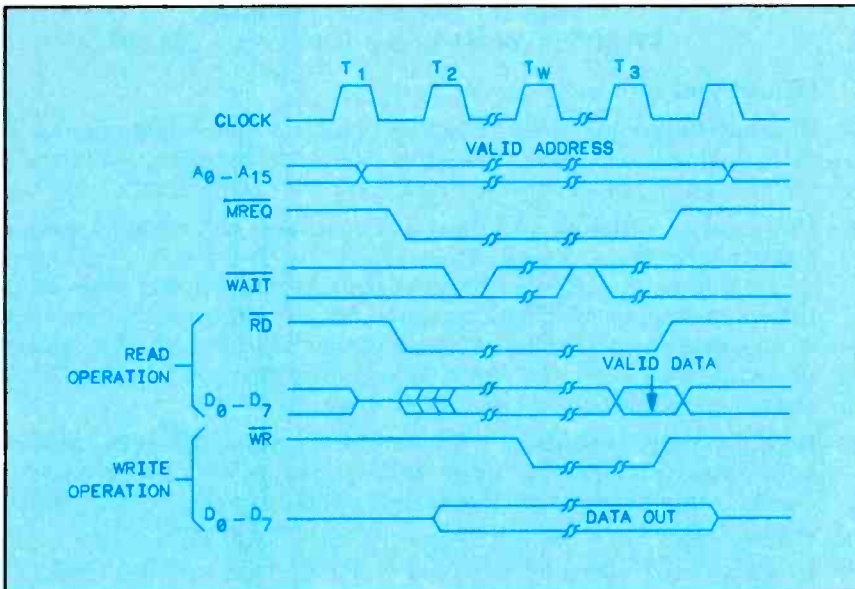 T1 T2 TW T3
CLOCK
VALID ADDRESS
A0-A15
MREQ
WAIT
RD
READ
OPERATION
VALID DATA
D0-D7
WR
WRITE
OPERATION
D0-D7
DATA OUT